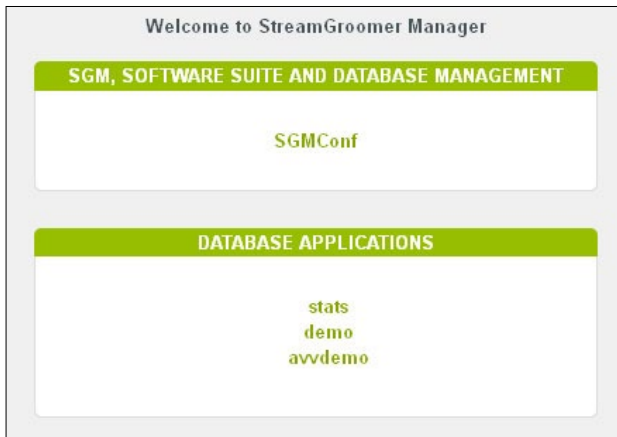 Welcome to StreamGroomer Manager
SGM, SOFTWARE SUITE AND DATABASE MANAGEMENT
SGMConf
DATABASE APPLICATIONS
stats
demo
avvdemo